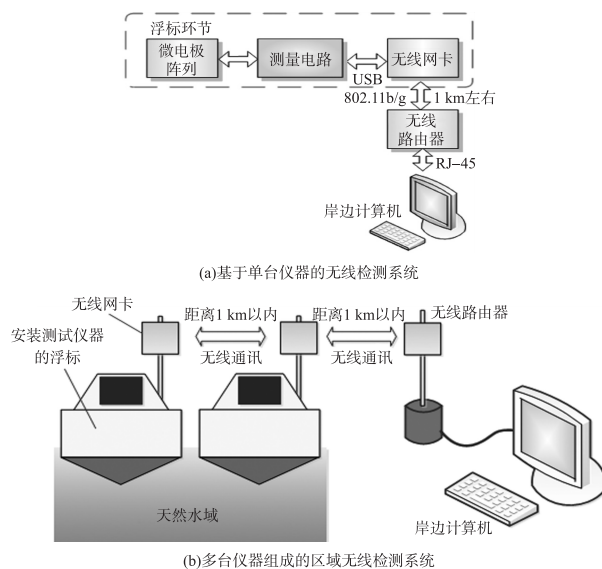 浮标环节
微电极
阵列
测量电路
无线网卡
USB
802.11b/g
1 km左右
无线
路由器
RJ-45
岸边计算机
(a)基于单台仪器的无线检测系统
无线网卡
距离1 km以内
距离1 km以内
无线路由器
安装测试仪器
的浮标
无线通讯
无线通讯
天然水域
岸边计算机
(b)多台仪器组成的区域无线检测系统